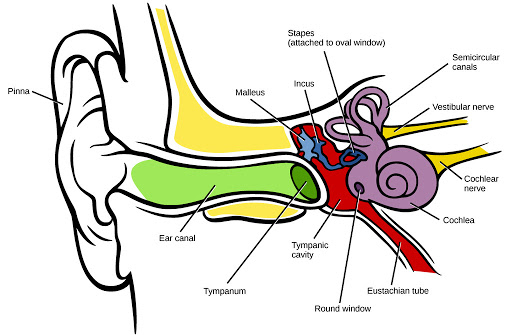 Stapes
(attached to oval window)
Semicircular
canals
Pinna
Malleus
Incus
Vestibular nerve
Cochlear
nerve
Cochlea
Ear canal
Tympanic
cavity
Tympanum
Eustachian tube
Round window